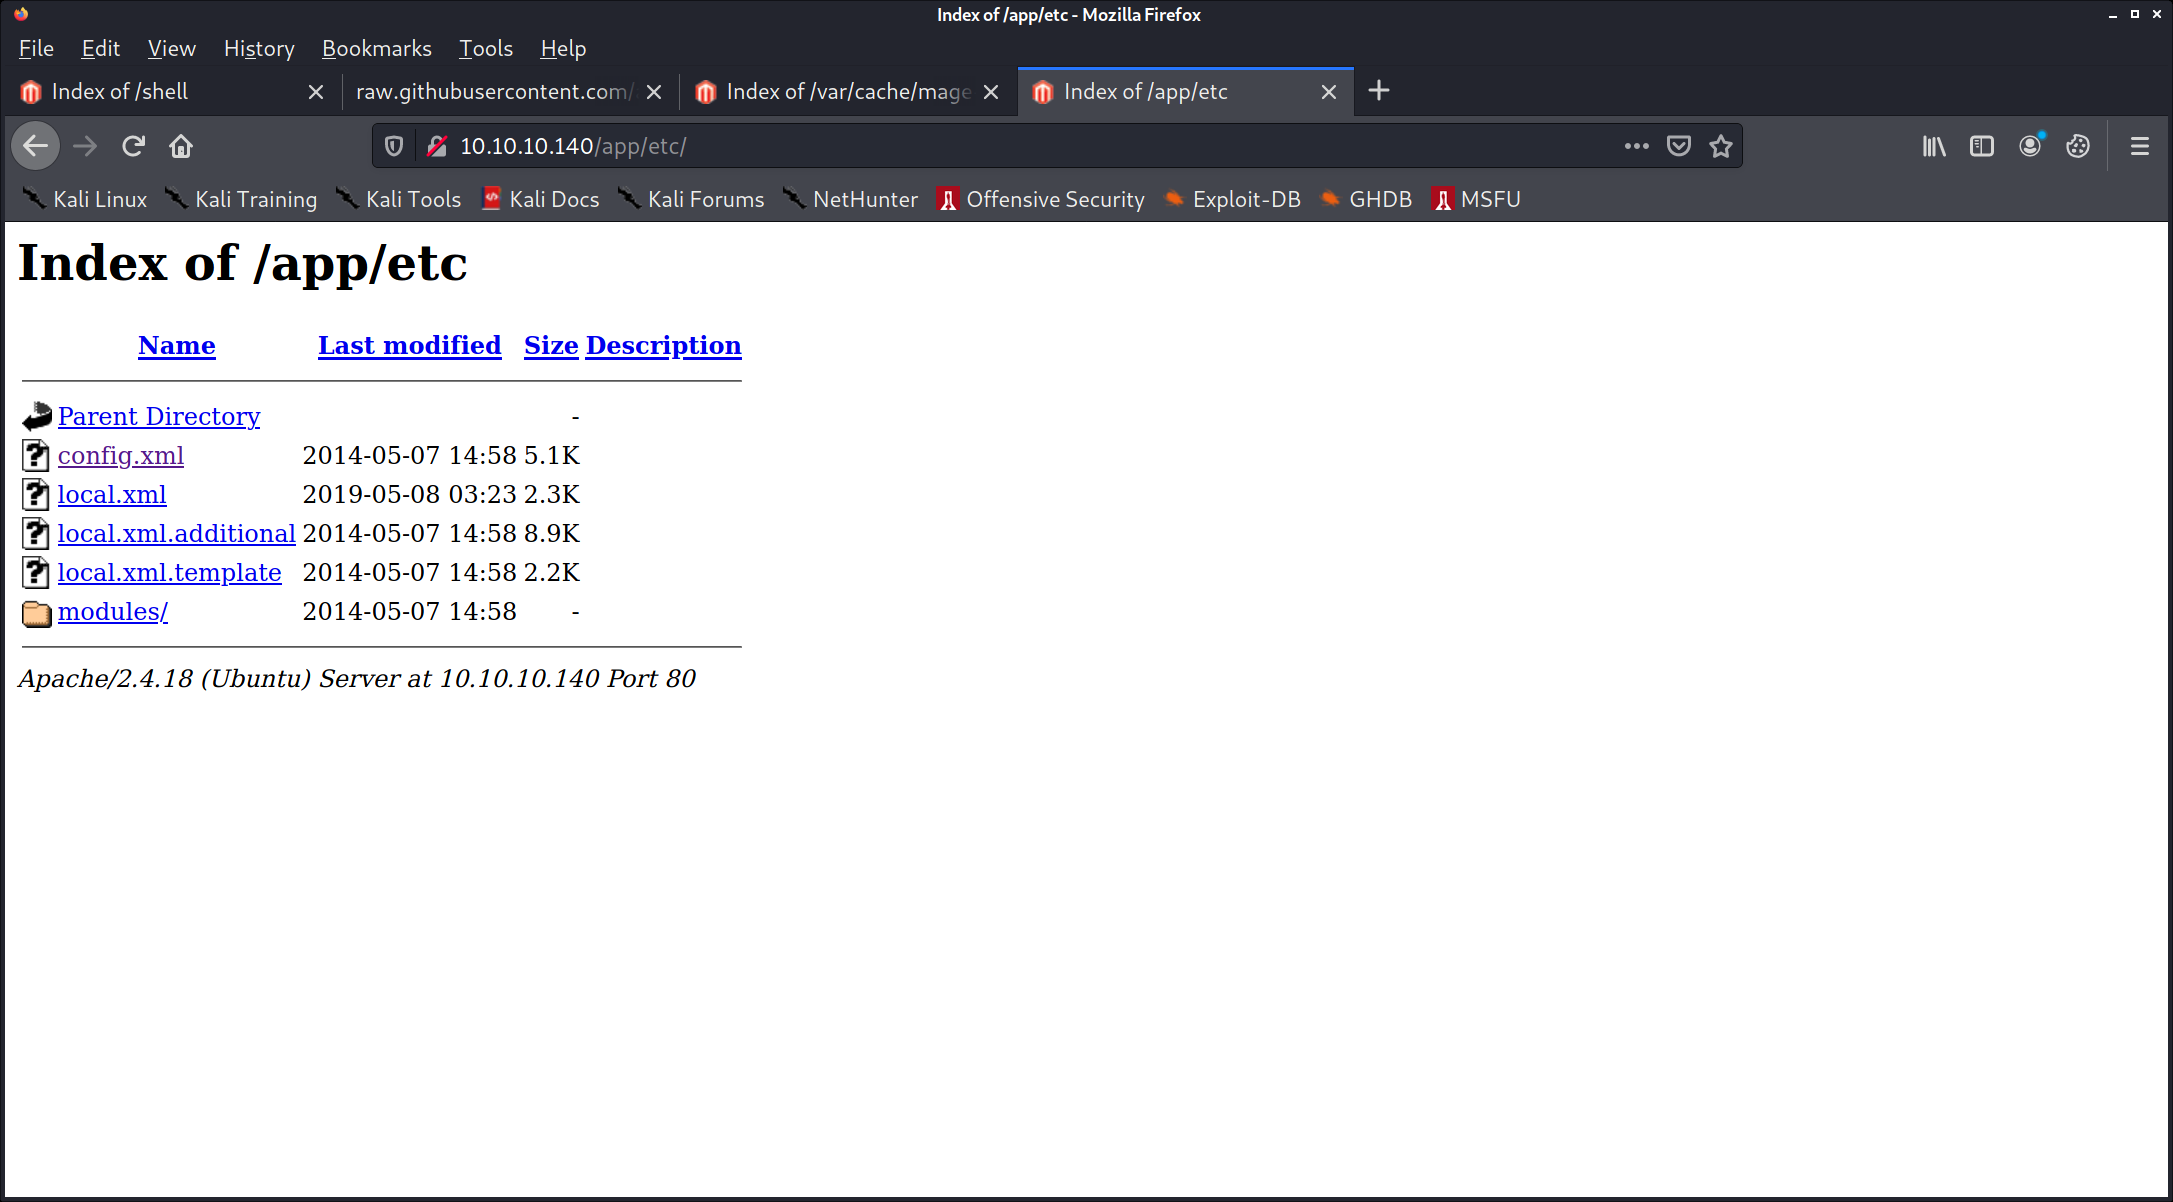 Index of /app/etc - Mozilla Firefox
File Edit View History Bookmarks Tools Help
Index of /shell raw.githubusercontent.com/ Index of /var/cache/mage Index of /app/etc
10.10.10.140/app/etc/
Kali Linux Kali Training Kali Tools Kali Docs Kali Forums NetHunter Offensive Security Exploit-DB GHDB MSFU
Index of /app/etc
Name Last modified Size Description
Parent Directory -
config.xml 2014-05-07 14:58 5.1K
local.xml 2019-05-08 03:23 2.3K
local.xml.additional 2014-05-07 14:58 8.9K
local.xml.template 2014-05-07 14:58 2.2K
modules/ 2014-05-07 14:58 -
Apache/2.4.18 (Ubuntu) Server at 10.10.10.140 Port 80